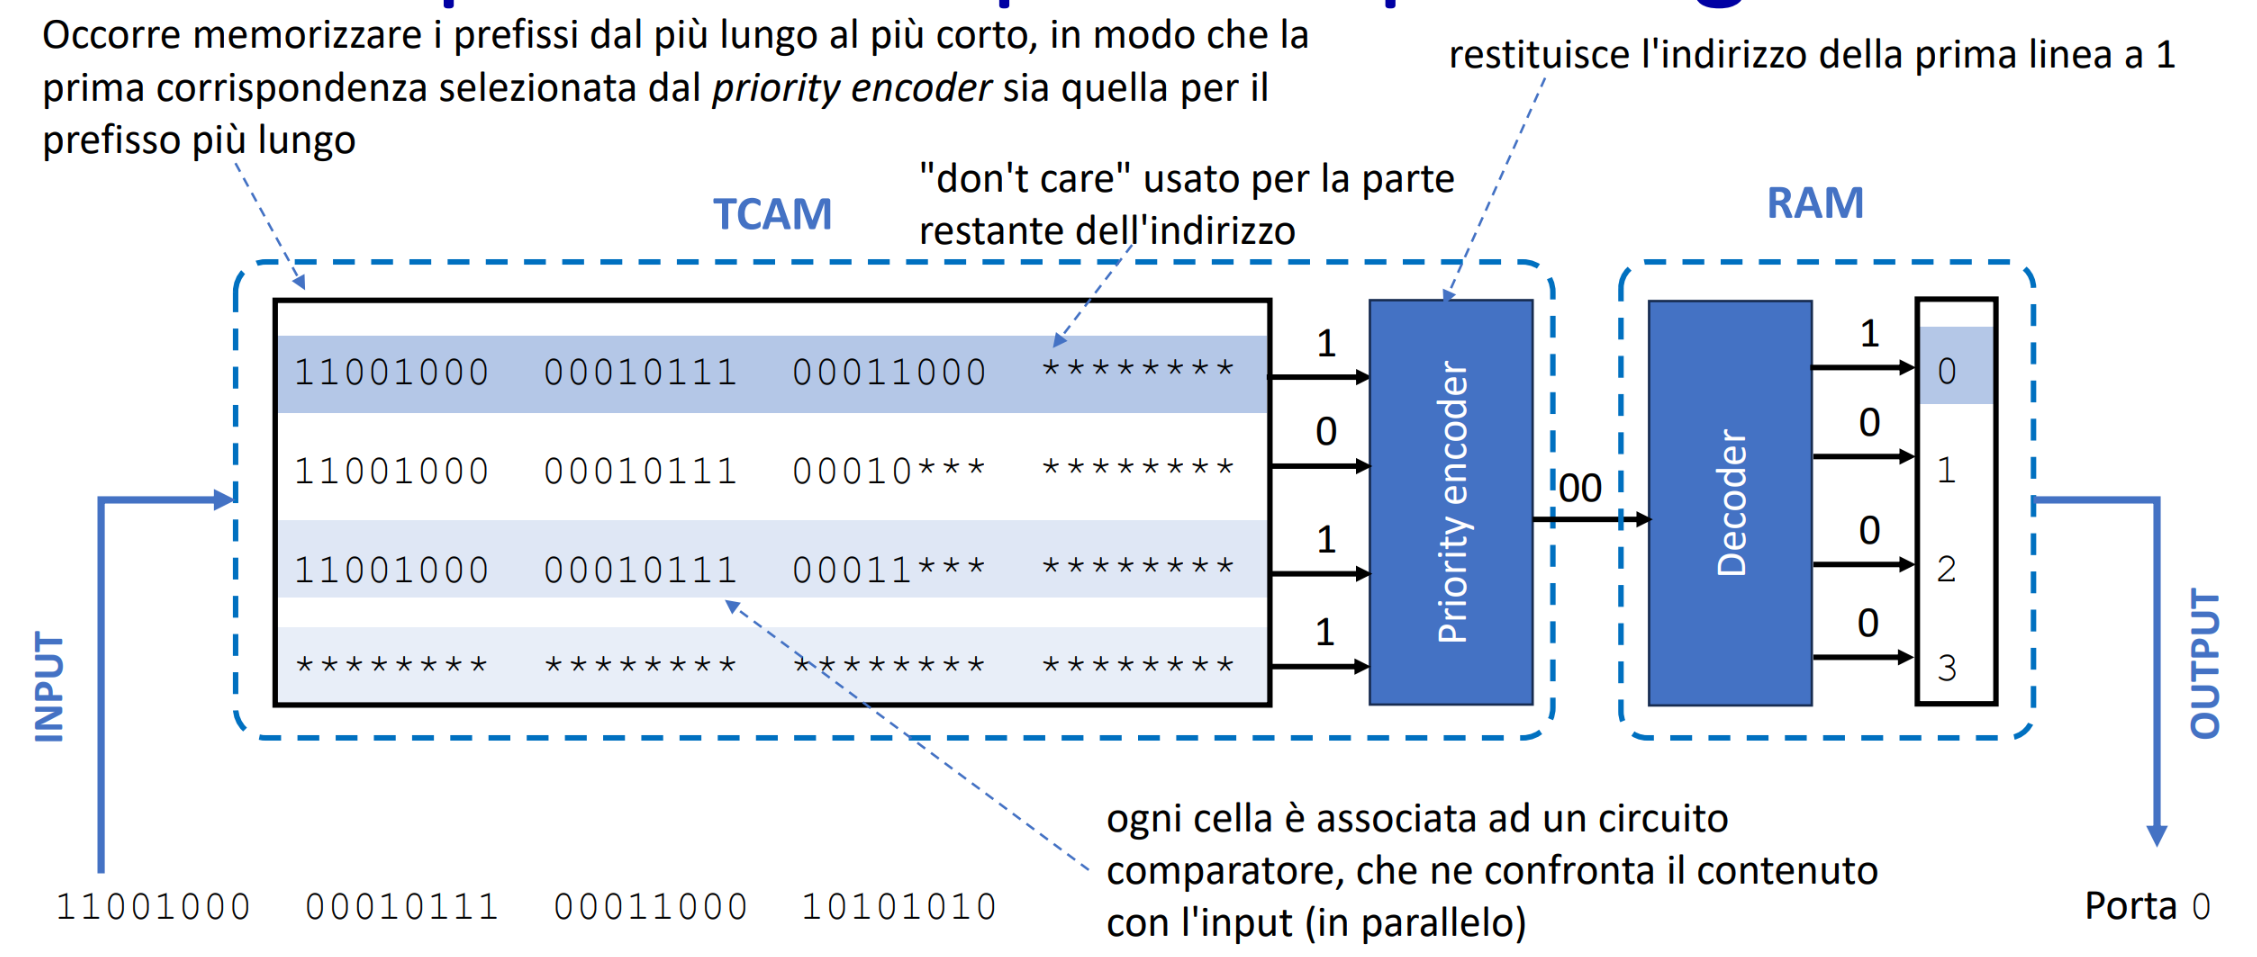 Occorre memorizzare i prefissi dal più lungo al più corto, in modo che la
prima corrispondenza selezionata dal priority encoder sia quella per il
prefisso più lungo
restituisce l'indirizzo della prima linea a 1
"don't care" usato per la parte
restante dell'indirizzo
TCAM
RAM
11001000 00010111 00011000 ********
11001000 00010111 00010*** ********
11001000 00010111 00011*** ********
******** ******** ******** ********
1
0
1
1
Priority encoder
00
Decoder
1
0
0
0
0
1
2
3
INPUT
OUTPUT
ogni cella è associata ad un circuito
comparatore, che ne confronta il contenuto
con l'input (in parallelo)
11001000 00010111 00011000 10101010
Porta 0